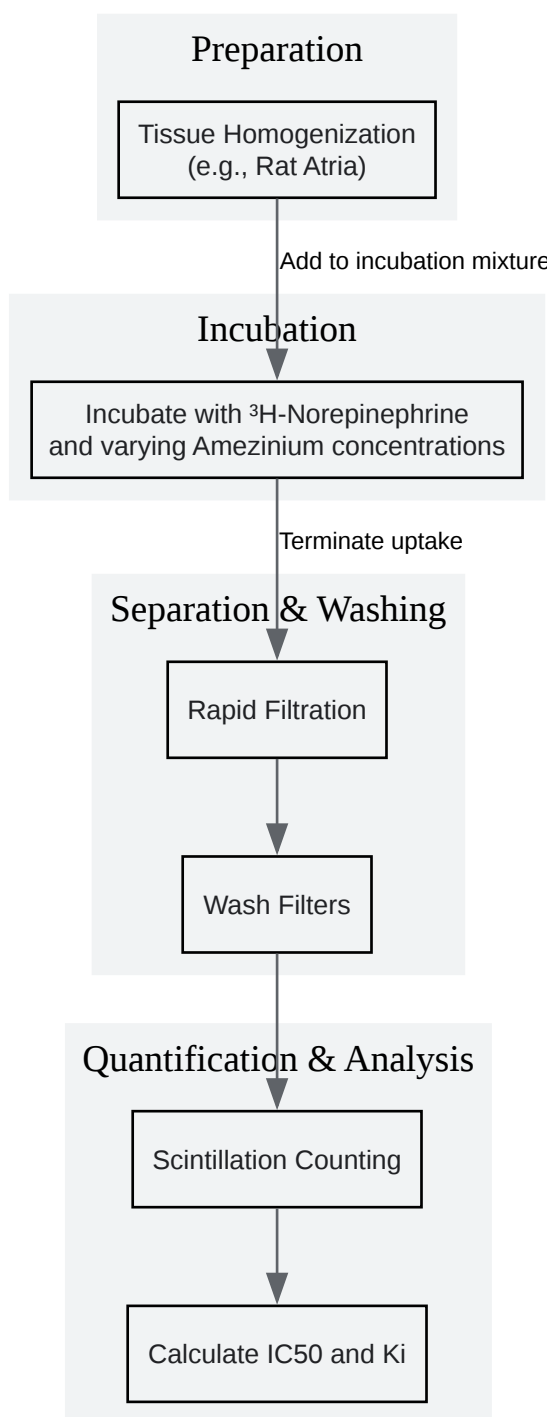 Preparation
Tissue Homogenization
(e.g., Rat Atria)
Add to incubation mixture
Incubation
Incubate with ³H-Norepinephrine
and varying Amezinium concentrations
Terminate uptake
Separation & Washing
Rapid Filtration
Wash Filters
Quantification & Analysis
Scintillation Counting
Calculate IC50 and Ki